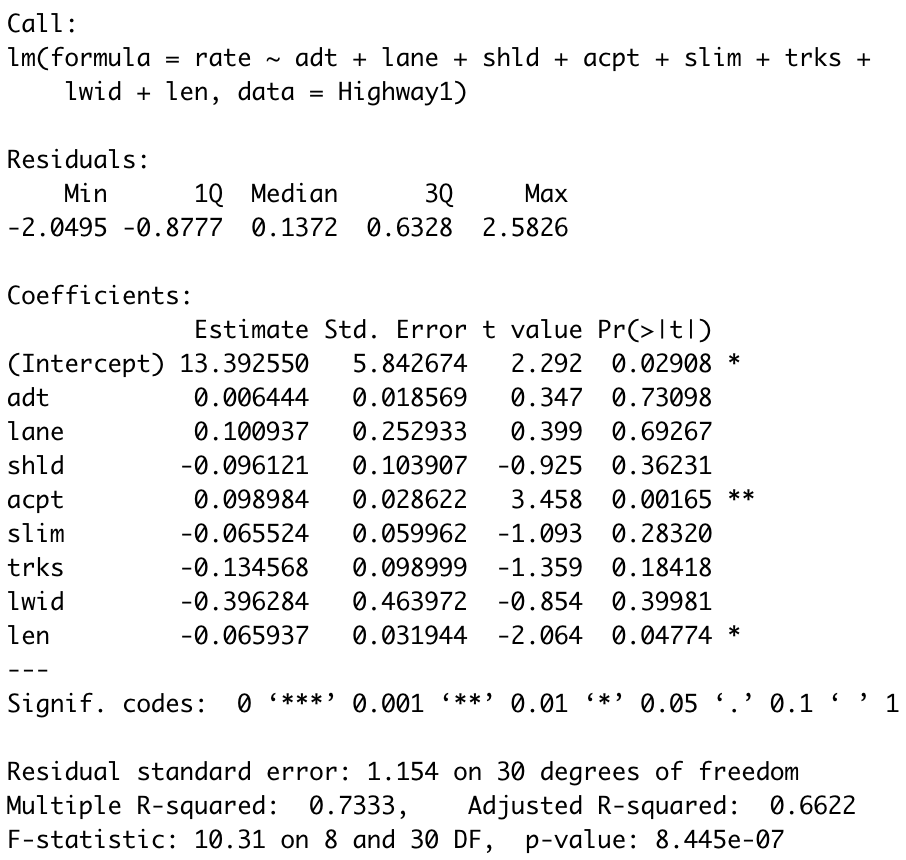 Call:
lm(formula = rate ~ adt + lane + shld + acpt + slim + trks +
    lwid + len, data = Highway1)

Residuals:
    Min      1Q  Median      3Q     Max
-2.0495 -0.8777  0.1372  0.6328  2.5826

Coefficients:
             Estimate Std. Error t value Pr(>|t|)
(Intercept) 13.392550   5.842674   2.292  0.02908 *
adt          0.006444   0.018569   0.347  0.73098
lane         0.100937   0.252933   0.399  0.69267
shld        -0.096121   0.103907  -0.925  0.36231
acpt         0.098984   0.028622   3.458  0.00165 **
slim        -0.065524   0.059962  -1.093  0.28320
trks        -0.134568   0.098999  -1.359  0.18418
lwid        -0.396284   0.463972  -0.854  0.39981
len         -0.065937   0.031944  -2.064  0.04774 *
---
Signif. codes:  0 ‘***’ 0.001 ‘**’ 0.01 ‘*’ 0.05 ‘.’ 0.1 ‘ ’ 1

Residual standard error: 1.154 on 30 degrees of freedom
Multiple R-squared:  0.7333,    Adjusted R-squared:  0.6622
F-statistic: 10.31 on 8 and 30 DF,  p-value: 8.445e-07